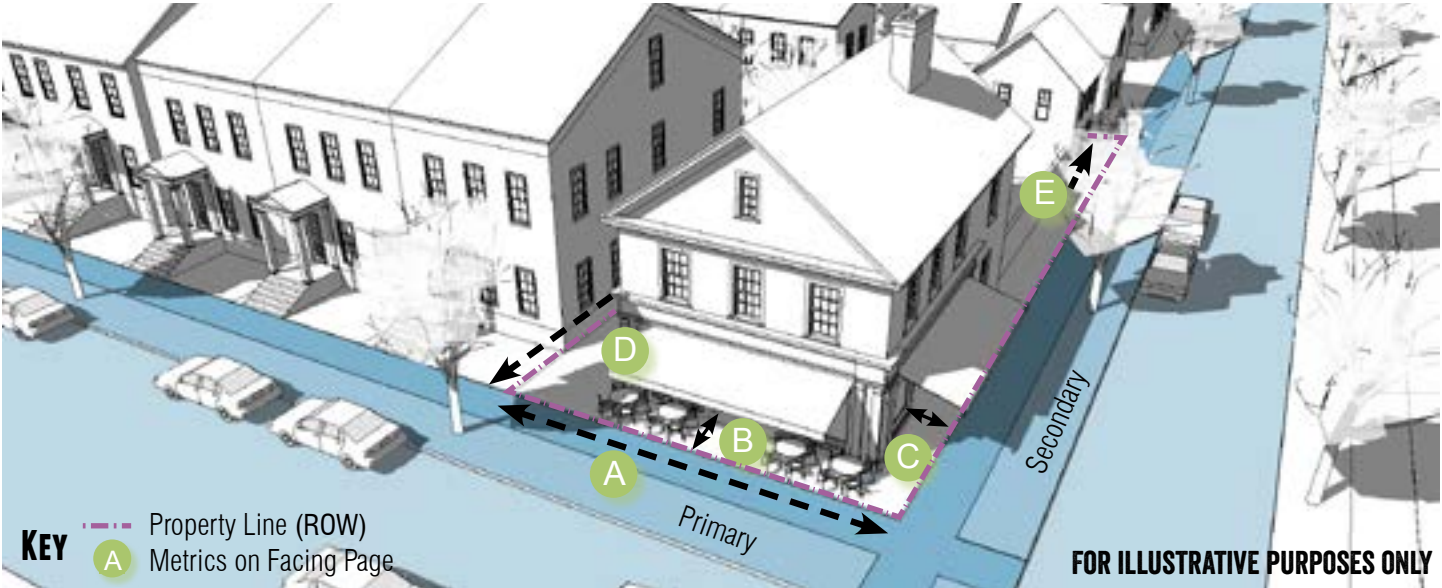 E
D
B
C
A
Secondary
Primary
KEY
Property Line (ROW)
A Metrics on Facing Page
FOR ILLUSTRATIVE PURPOSES ONLY